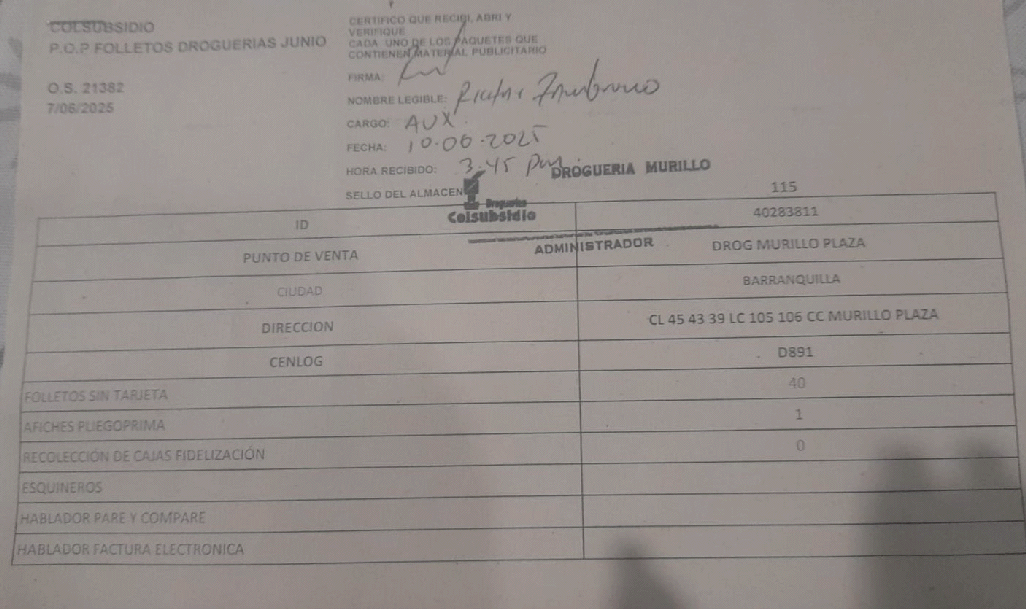 COLSUBSIDIO
P.O.P FOLLETOS DROGUERIAS JUNIO
O.S. 21382
7/06/2025
CERTIFICO QUE RECIBI, ABRI Y
VERIFIQUE
CADA UNO DE LOS PAQUETES QUE
CONTIENEN MATERIAL PUBLICITARIO
FIRMA:
NOMBRE LEGIBLE: Zambrano
CARGO: AUX.
FECHA: 10-06-2025
HORA RECIBIDO: 3:45 pm
SELLO DEL ALMACEN
DROGUERIA MURILLO
115
Droguerías
Colsubsidio
ADMINISTRADOR
ID 40283811
PUNTO DE VENTA DROG MURILLO PLAZA
CIUDAD BARRANQUILLA
DIRECCION CL 45 43 39 LC 105 106 CC MURILLO PLAZA
CENLOG D891
FOLLETOS SIN TARJETA 40
AFICHES PLIEGOPRIMA 1
RECOLECCIÓN DE CAJAS FIDELIZACIÓN 0
ESQUINEROS
HABLADOR PARE Y COMPARE
HABLADOR FACTURA ELECTRONICA